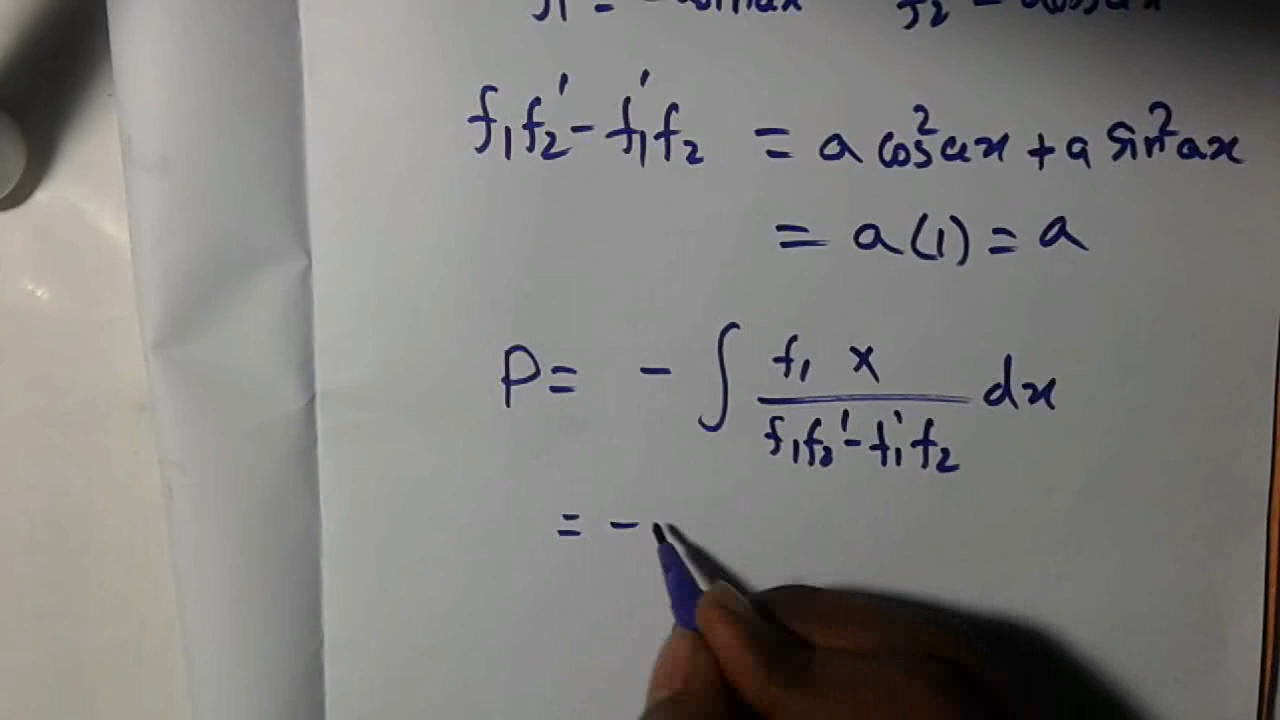 f₁f₂' - f₁'f₂ = a cos²ax + a sin²ax
= a(1) = a
P = - ∫ f₁ X / f₁f₂' - f₁'f₂ dx
= -